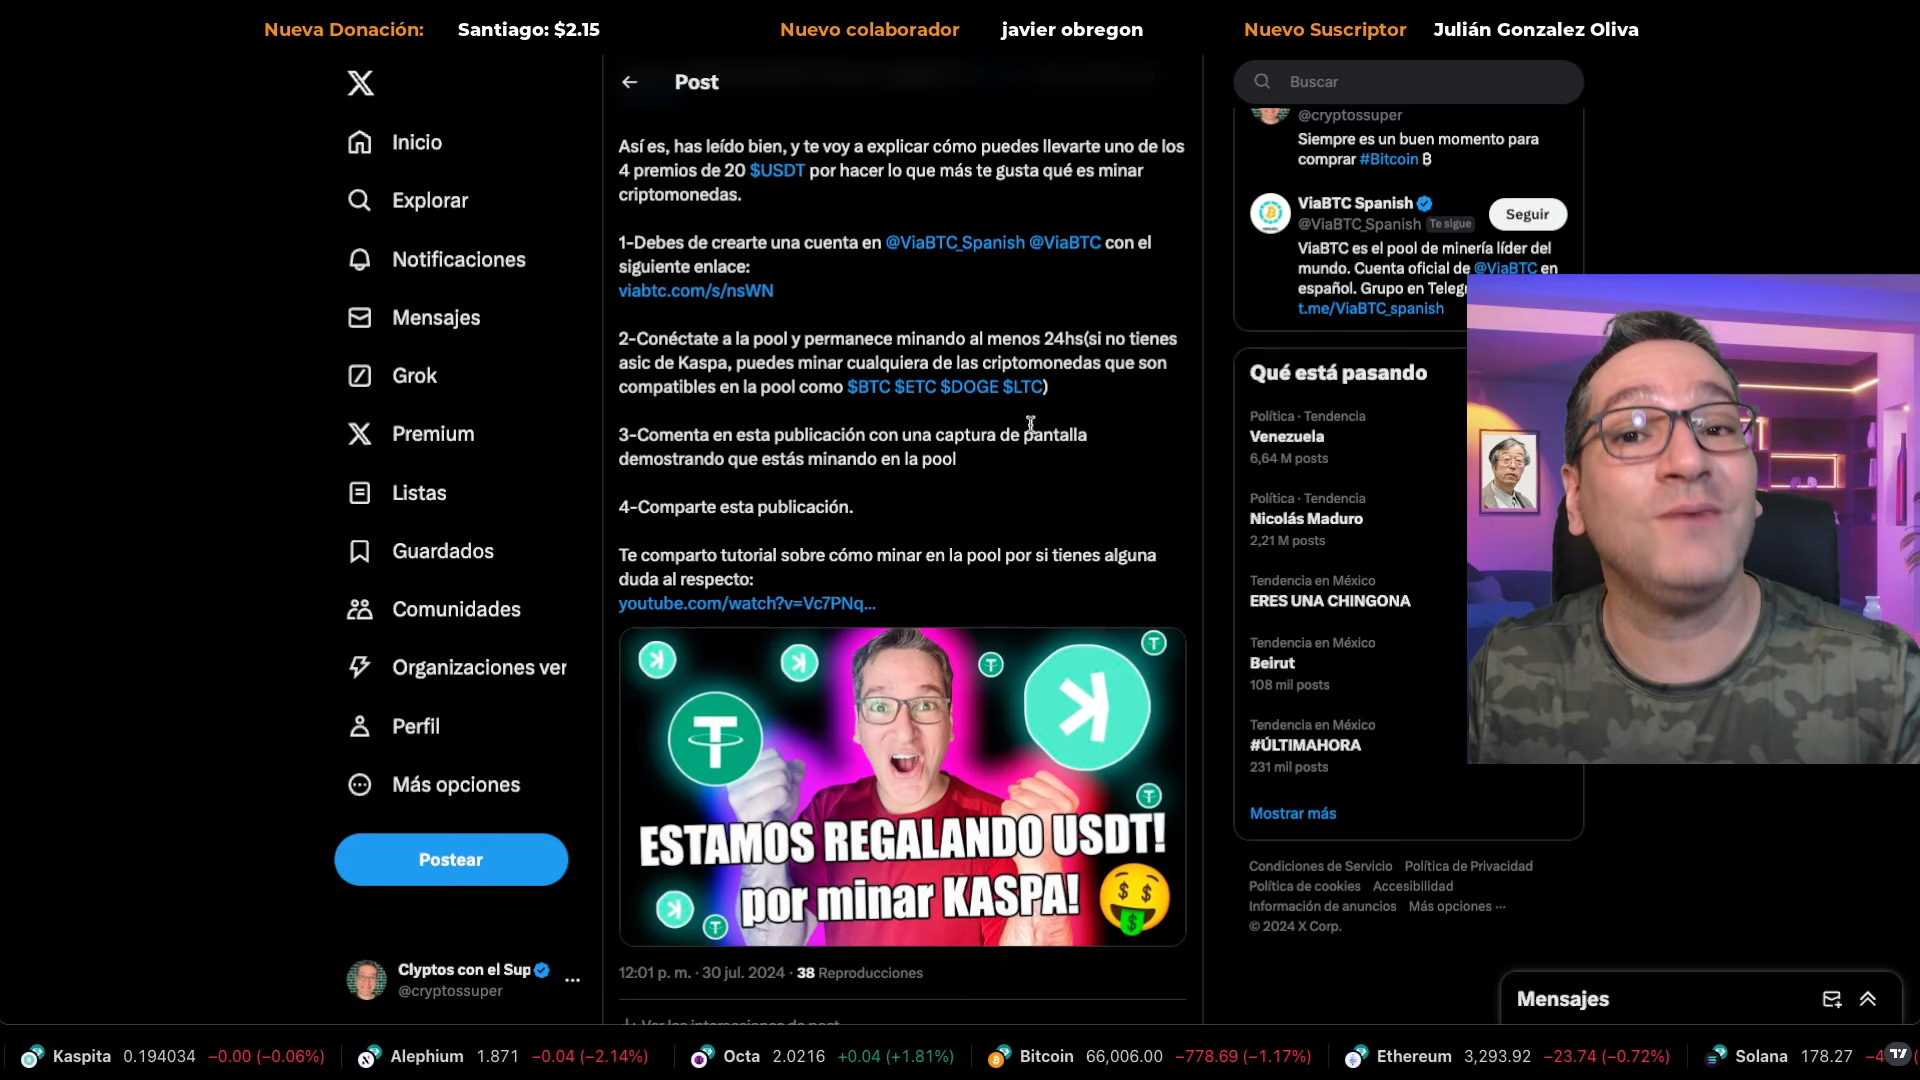 Nueva Donación: Santiago: $2.15 Nuevo colaborador javier obregon Nuevo Suscriptor Julián Gonzalez Oliva
Inicio
Explorar
Notificaciones
Mensajes
Grok
Premium
Listas
Guardados
Comunidades
Organizaciones ver
Perfil
Más opciones
Postear
Clyptos con el Sup
@cryptossuper
Post
Así es, has leído bien, y te voy a explicar cómo puedes llevarte uno de los
4 premios de 20 $USDT por hacer lo que más te gusta qué es minar
criptomonedas.
1-Debes de crearte una cuenta en @ViaBTC_Spanish @ViaBTC con el
siguiente enlace:
viabtc.com/s/nsWN
2-Conéctate a la pool y permanece minando al menos 24hs(si no tienes
asic de Kaspa, puedes minar cualquiera de las criptomonedas que son
compatibles en la pool como $BTC $ETC $DOGE $LTC)
3-Comenta en esta publicación con una captura de pantalla
demostrando que estás minando en la pool
4-Comparte esta publicación.
Te comparto tutorial sobre cómo minar en la pool por si tienes alguna
duda al respecto:
youtube.com/watch?v=Vc7PNq...
ESTAMOS REGALANDO USDT!
por minar KASPA!
12:01 p. m. · 30 jul. 2024 · 38 Reproducciones
Buscar
@cryptossuper
Siempre es un buen momento para
comprar #Bitcoin ₿
ViaBTC Spanish
@ViaBTC_Spanish Te sigue
Seguir
ViaBTC es el pool de minería líder del
mundo. Cuenta oficial de @ViaBTC en
español. Grupo en Telegr
t.me/ViaBTC_spanish
Qué está pasando
Política · Tendencia
Venezuela
6,64 M posts
Política · Tendencia
Nicolás Maduro
2,21 M posts
Tendencia en México
ERES UNA CHINGONA
Tendencia en México
Beirut
108 mil posts
Tendencia en México
#ÚLTIMAHORA
231 mil posts
Mostrar más
Condiciones de Servicio Política de Privacidad
Política de cookies Accesibilidad
Información de anuncios Más opciones ···
© 2024 X Corp.
Mensajes
Kaspita 0.194034 −0.00 (−0.06%) Alephium 1.871 −0.04 (−2.14%) Octa 2.0216 +0.04 (+1.81%) Bitcoin 66,006.00 −778.69 (−1.17%) Ethereum 3,293.92 −23.74 (−0.72%) Solana 178.27